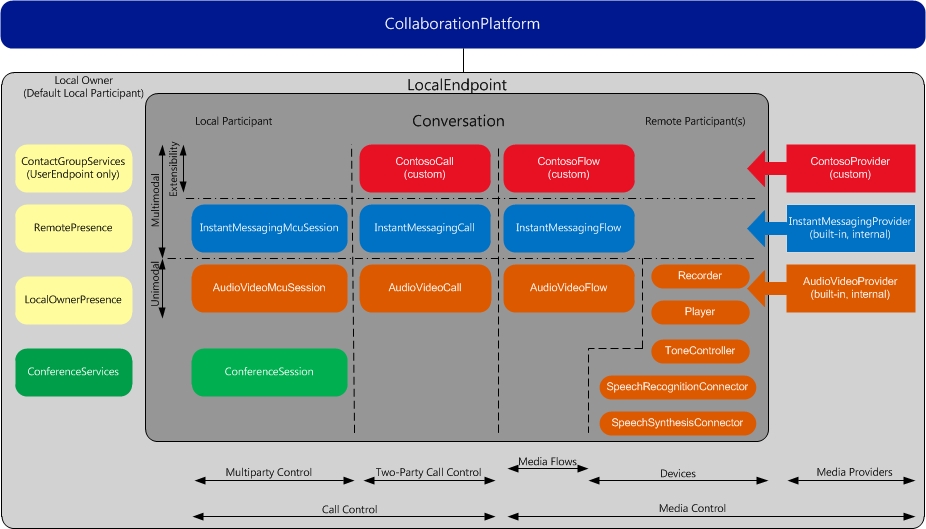 CollaborationPlatform
Local Owner
(Default Local Participant)
LocalEndpoint
Local Participant
Conversation
Remote Participant(s)
ContactGroupServices
(UserEndpoint only)
Multimodal
Extensibility
ContosoCall
(custom)
ContosoFlow
(custom)
ContosoProvider
(custom)
RemotePresence
InstantMessagingMcuSession
InstantMessagingCall
InstantMessagingFlow
InstantMessagingProvider
(built-in, internal)
Unimodal
LocalOwnerPresence
AudioVideoMcuSession
AudioVideoCall
AudioVideoFlow
Recorder
AudioVideoProvider
(built-in, internal)
Player
ToneController
ConferenceServices
ConferenceSession
SpeechRecognitionConnector
SpeechSynthesisConnector
Multiparty Control
Two-Party Call Control
Media Flows
Devices
Media Providers
Call Control
Media Control